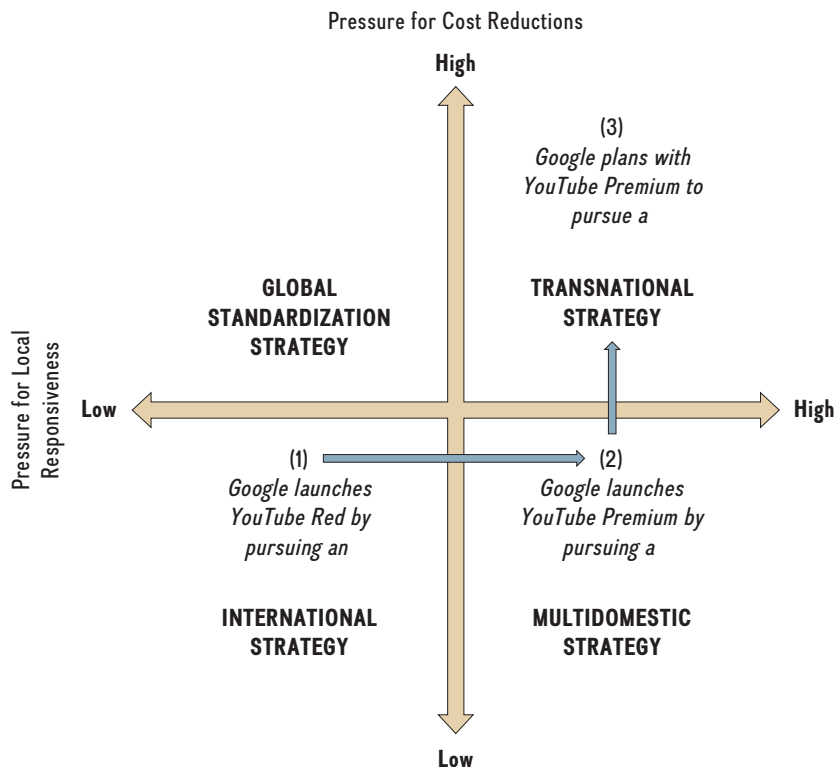 Pressure for Cost Reductions
High
(3)
Google plans with
YouTube Premium to
pursue a
GLOBAL
STANDARDIZATION
STRATEGY
TRANSNATIONAL
STRATEGY
Pressure for Local
Responsiveness
Low
High
(1)
Google launches
YouTube Red by
pursuing an
(2)
Google launches
YouTube Premium by
pursuing a
INTERNATIONAL
STRATEGY
MULTIDOMESTIC
STRATEGY
Low